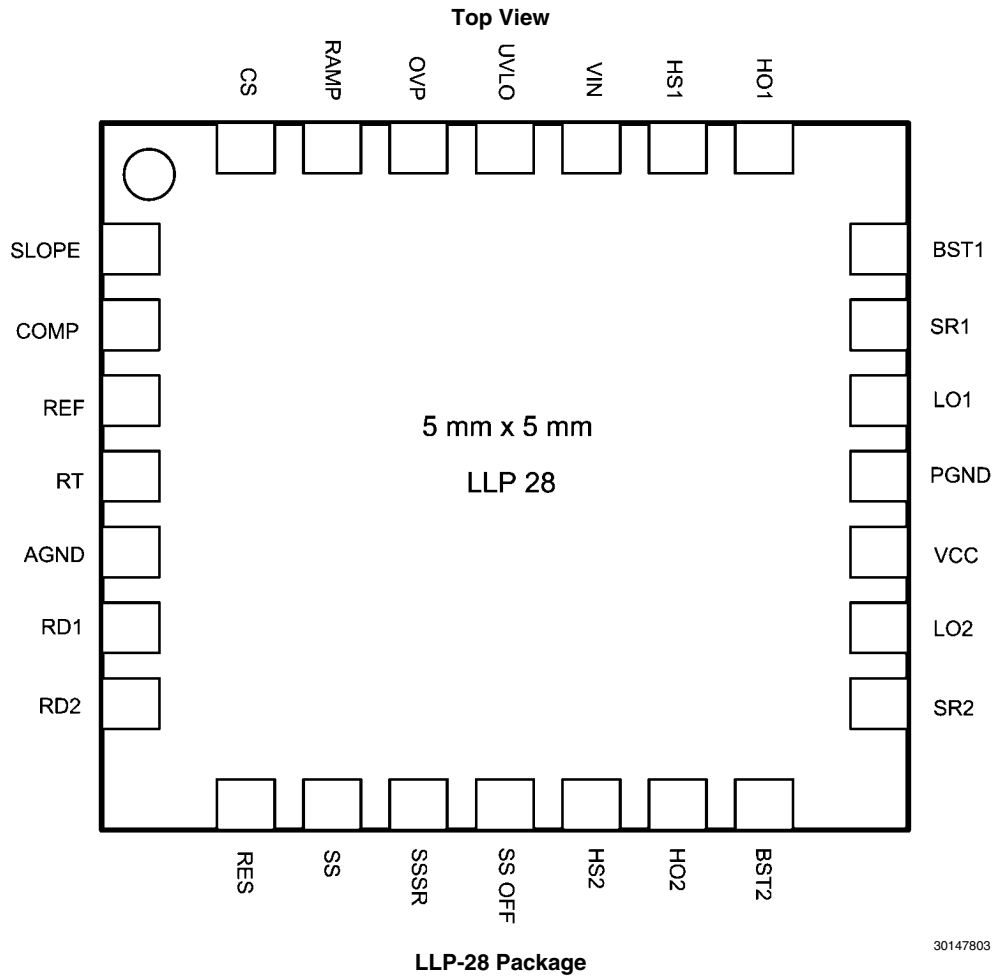 Top View
CS
RAMP
OVP
UVLO
VIN
HS1
HO1
SLOPE
COMP
REF
RT
AGND
RD1
RD2
5 mm x 5 mm
LLP 28
BST1
SR1
LO1
PGND
VCC
LO2
SR2
RES
SS
SSSR
SS OFF
HS2
HO2
BST2
30147803
LLP-28 Package